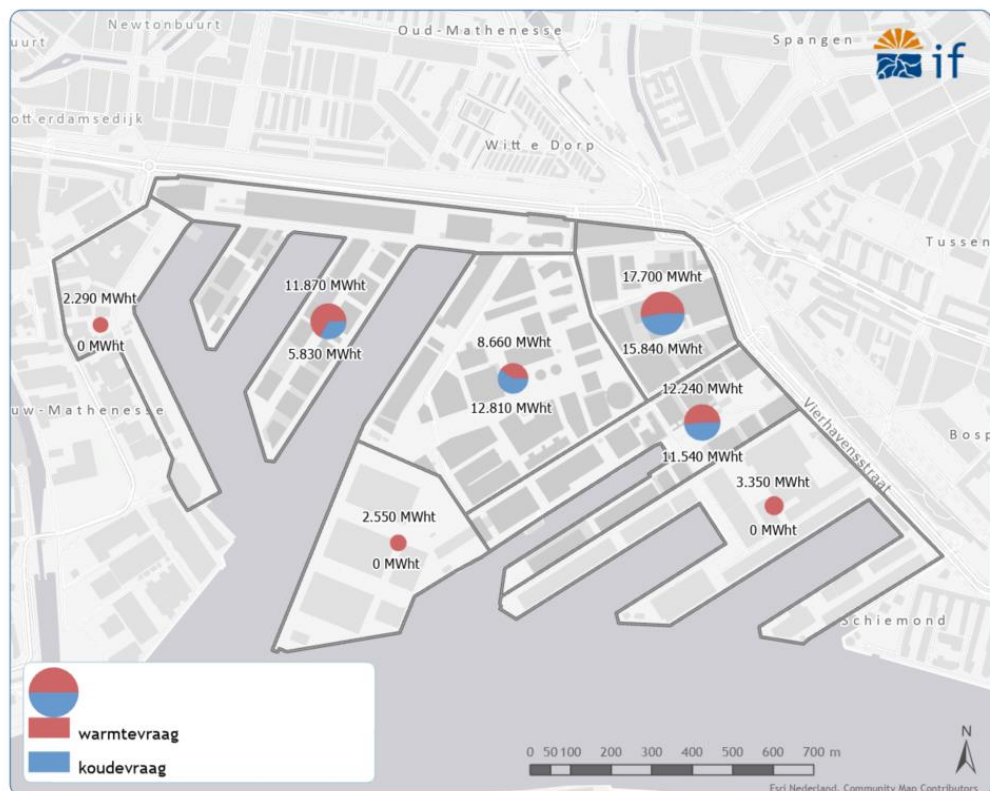 Newtonbuurt
Oud-Mathenesse
Spangen
if
uurt
otterdamsedijk
Witte Dorp
Tussen
2.290 MWht
0 MWht
11.870 MWht
5.830 MWht
17.700 MWht
15.840 MWht
8.660 MWht
12.810 MWht
12.240 MWht
11.540 MWht
uw-Mathenesse
Vierhavensstraat
Bosp
2.550 MWht
0 MWht
3.350 MWht
0 MWht
Schiemond
warmtevraag
koudevraag
0 50 100 200 300 400 500 600 700 m
N
Esri Nederland, Community Map Contributors